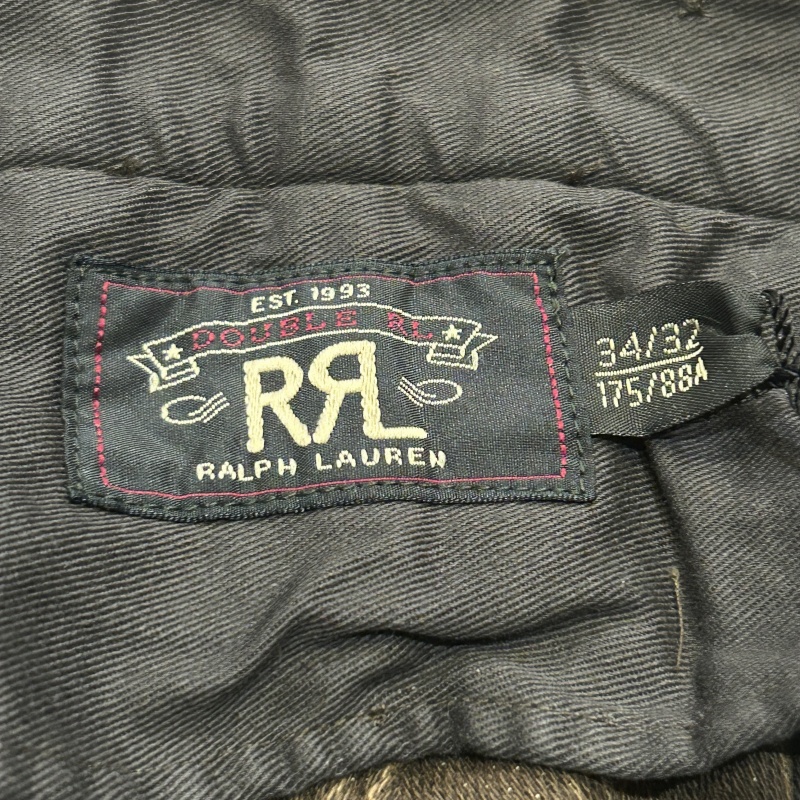 EST. 1993
DOUBLE RL
RRL
RALPH LAUREN
34/32
175/88A